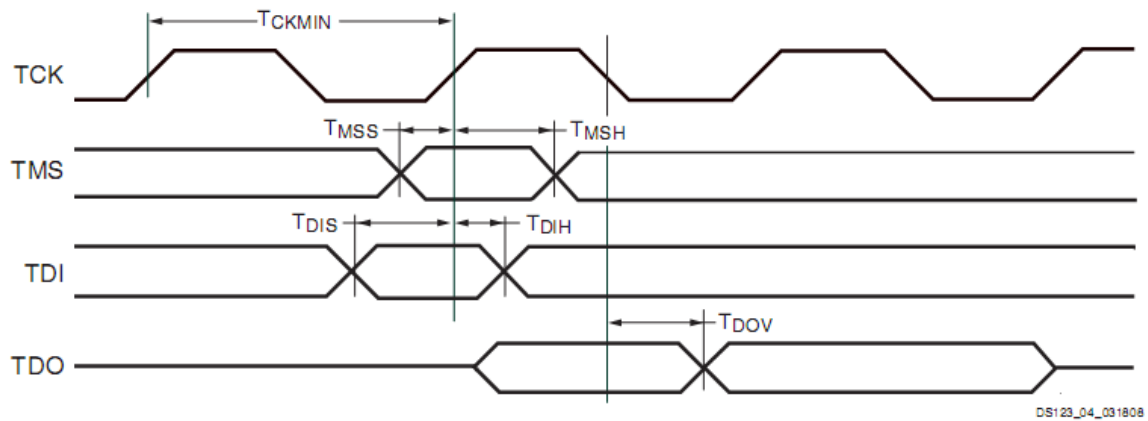 TCKMIN
TCK
TMSS
TMSH
TMS
TDIS
TDIH
TDI
TDOV
TDO
DS123_04_031808